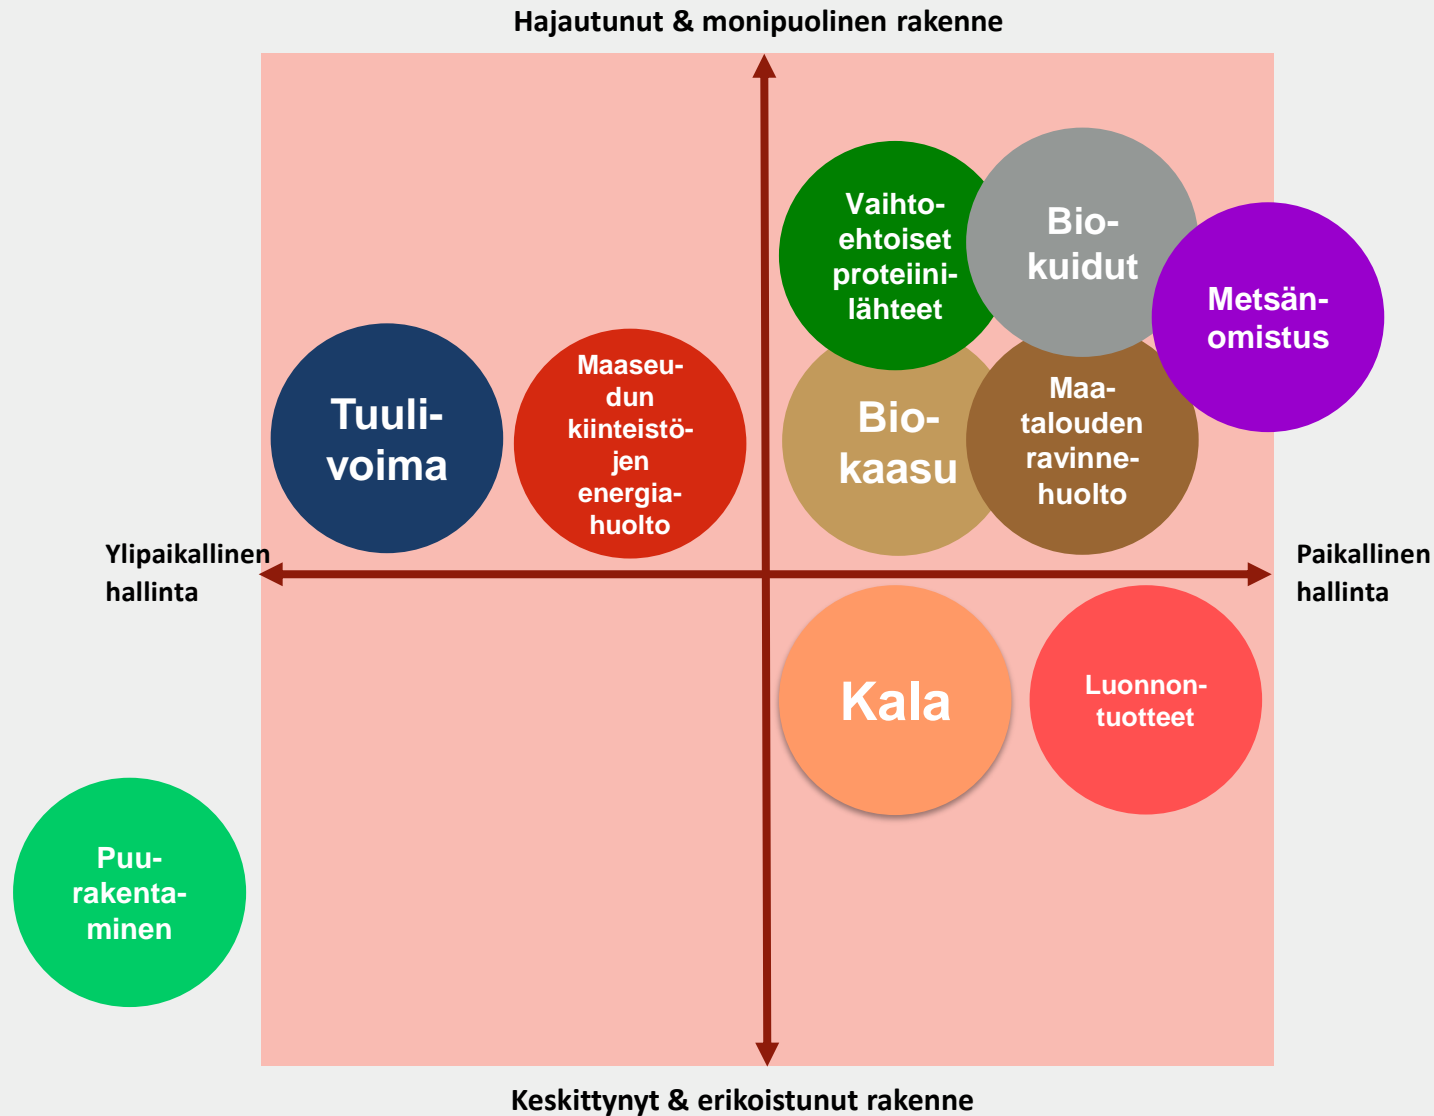 Hajautunut & monipuolinen rakenne
Vaihto-
ehtoiset
proteiini-
lähteet
Bio-
kuidut
Metsän-
omistus
Tuuli-
voima
Maaseu-
dun
kiinteistö-
jen
energia-
huolto
Bio-
kaasu
Maa-
talouden
ravinne-
huolto
Ylipaikallinen
hallinta
Paikallinen
hallinta
Kala
Luonnon-
tuotteet
Puu-
rakenta-
minen
Keskittynyt & erikoistunut rakenne